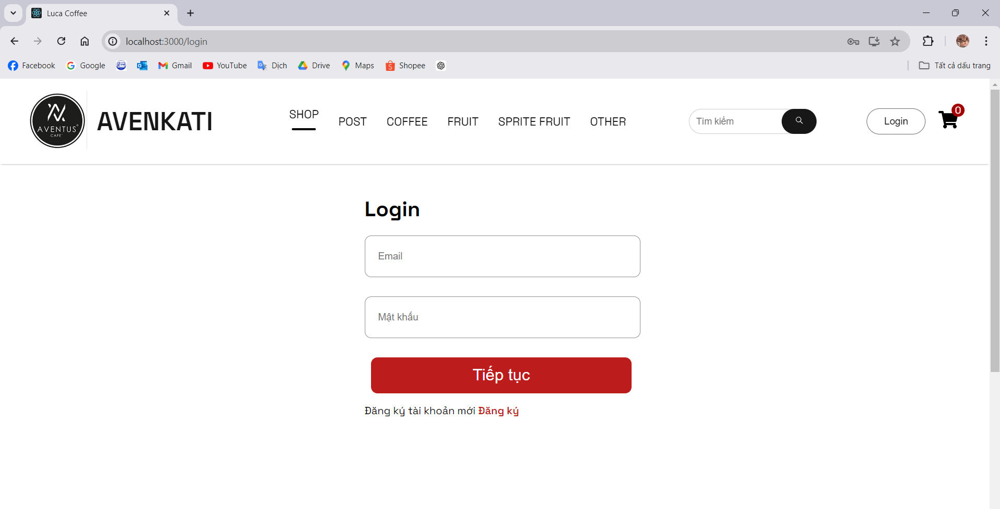 Luca Coffee
localhost:3000/login
Facebook Google Gmail YouTube Dịch Drive Maps Shopee Tất cả dấu trang
AVENTUS®
CAFE'
AVENKATI
SHOP POST COFFEE FRUIT SPRITE FRUIT OTHER
Tìm kiếm
Login
0
Login
Email
Mật khẩu
Tiếp tục
Đăng ký tài khoản mới Đăng ký